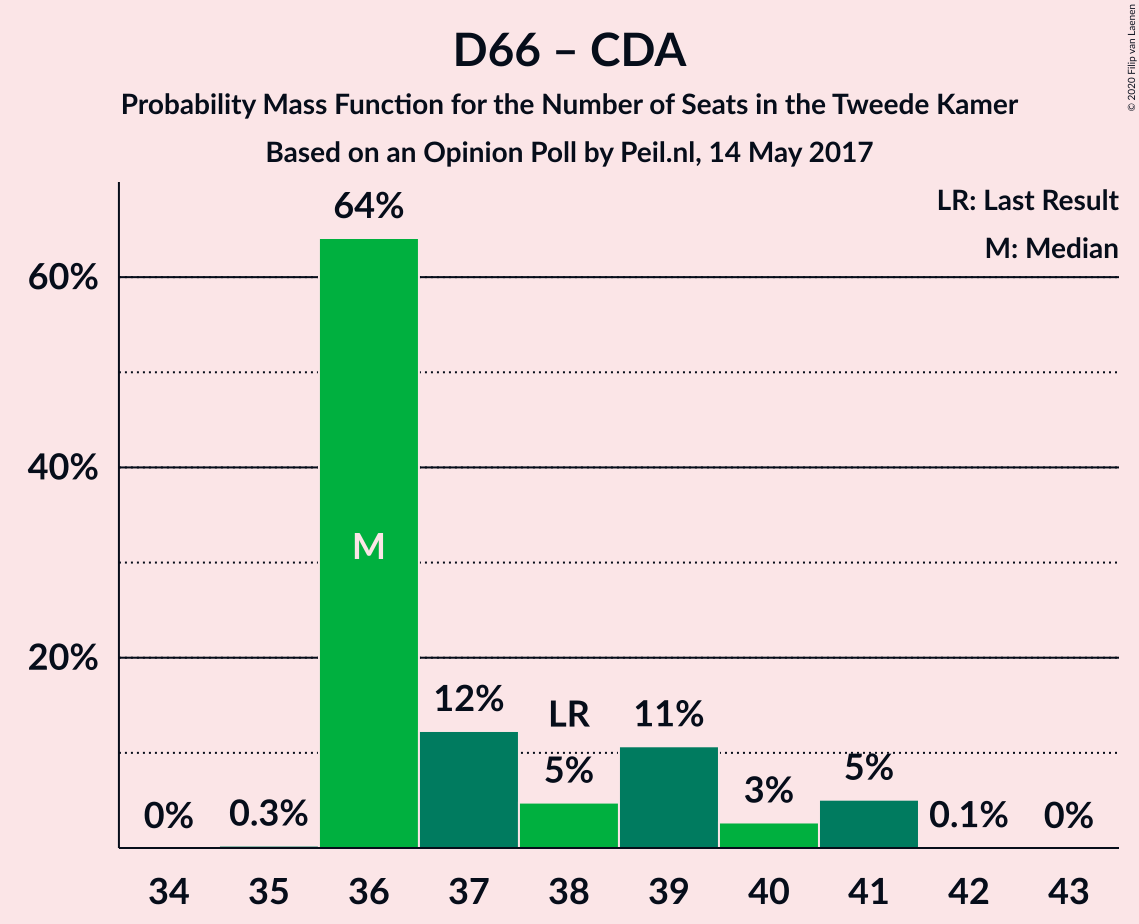 D66 – CDA
Probability Mass Function for the Number of Seats in the Tweede Kamer
Based on an Opinion Poll by Peil.nl, 14 May 2017
© 2020 Filip van Laenen
LR: Last Result
M: Median
60%
40%
20%
0%
0.3%
64%
M
12%
LR
5%
11%
3%
5%
0.1%
0%
34 35 36 37 38 39 40 41 42 43